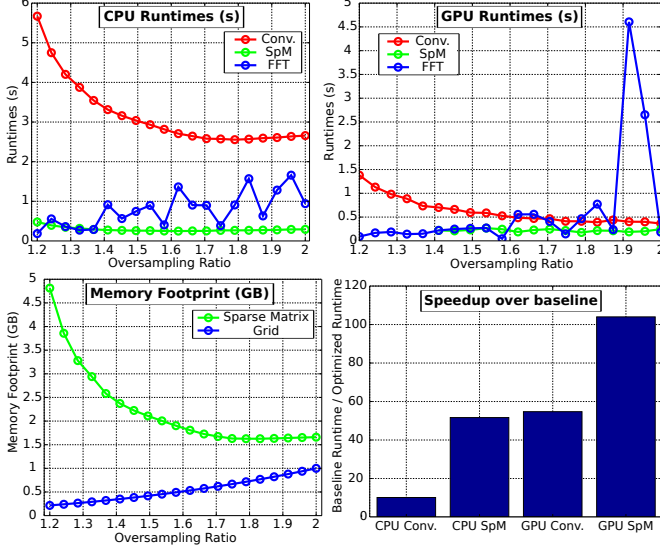 CPU Runtimes (s)
Conv.
SpM
FFT
Runtimes (s)
6
5
4
3
2
1
0
1.2 1.3 1.4 1.5 1.6 1.7 1.8 1.9 2
Oversampling Ratio
GPU Runtimes (s)
Conv.
SpM
FFT
Runtimes (s)
5
4.5
4
3.5
3
2.5
2
1.5
1
0.5
0
1.2 1.3 1.4 1.5 1.6 1.7 1.8 1.9 2
Oversampling Ratio
Memory Footprint (GB)
Sparse Matrix
Grid
Memory Footprint (GB)
5
4.5
4
3.5
3
2.5
2
1.5
1
0.5
0
1.2 1.3 1.4 1.5 1.6 1.7 1.8 1.9 2
Oversampling Ratio
Speedup over baseline
Baseline Runtime / Optimized Runtime
120
100
80
60
40
20
0
CPU Conv. CPU SpM GPU Conv. GPU SpM